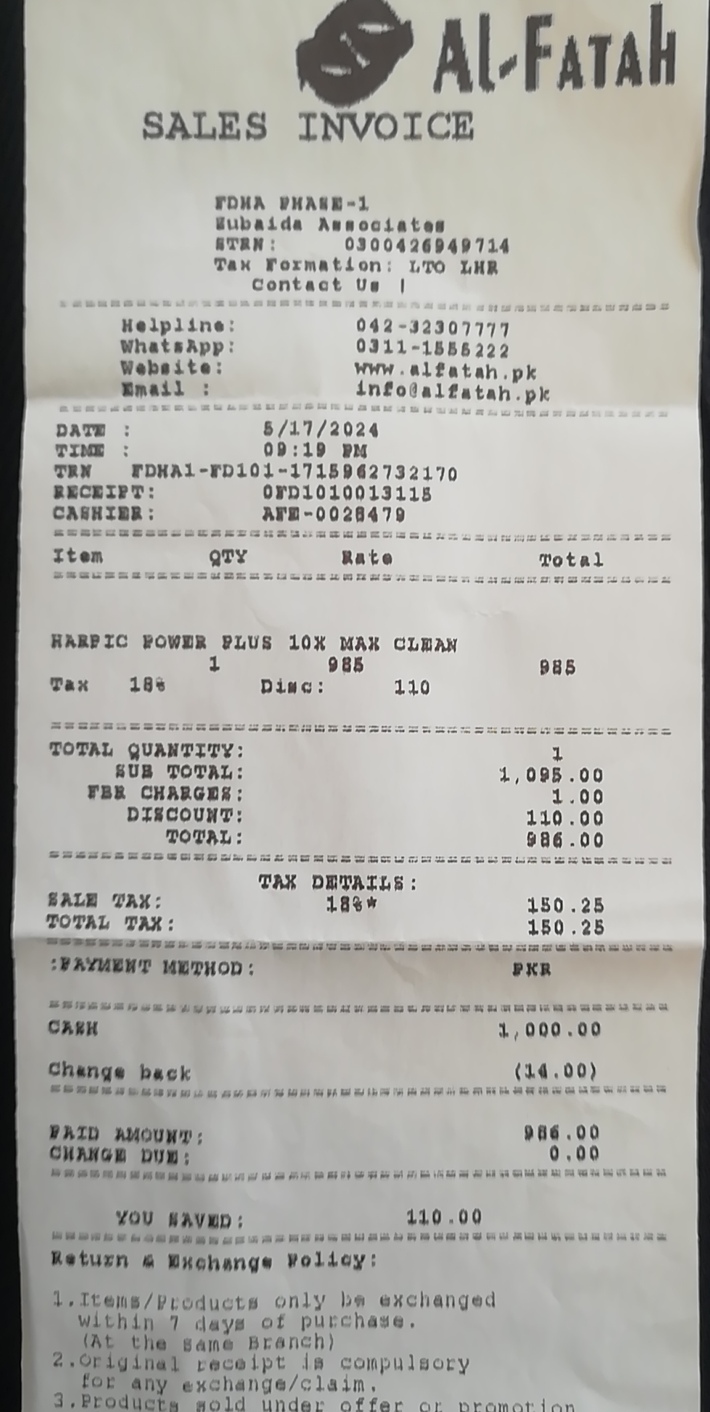 Al-Fatah
SALES INVOICE
FDHA PHASE-1
Zubaida Associates
STRN: 0300426949714
Tax Formation: LTO LHR
Contact Us |
Helpline: 042-32307777
WhatsApp: 0311-1555222
Website: www.alfatah.pk
Email : info@alfatah.pk
DATE : 5/17/2024
TIME : 09:19 PM
TRN FDHA1-FD101-1715962732170
RECEIPT: 0FD1010013115
CASHIER: AFE-0028479
Item QTY Rate Total
HARPIC POWER PLUS 10X MAX CLEAN
1 985 985
Tax 18% Disc: 110
TOTAL QUANTITY: 1
SUB TOTAL: 1,095.00
FBR CHARGES: 1.00
DISCOUNT: 110.00
TOTAL: 986.00
TAX DETAILS:
SALE TAX: 18%* 150.25
TOTAL TAX: 150.25
:PAYMENT METHOD: PKR
CASH 1,000.00
Change back (14.00)
PAID AMOUNT: 986.00
CHANGE DUE: 0.00
YOU SAVED: 110.00
Return & Exchange Policy:
1.Items/Products only be exchanged
within 7 days of purchase.
(At the same Branch)
2.Original receipt is compulsory
for any exchange/claim.
3.Products sold under offer or promotion